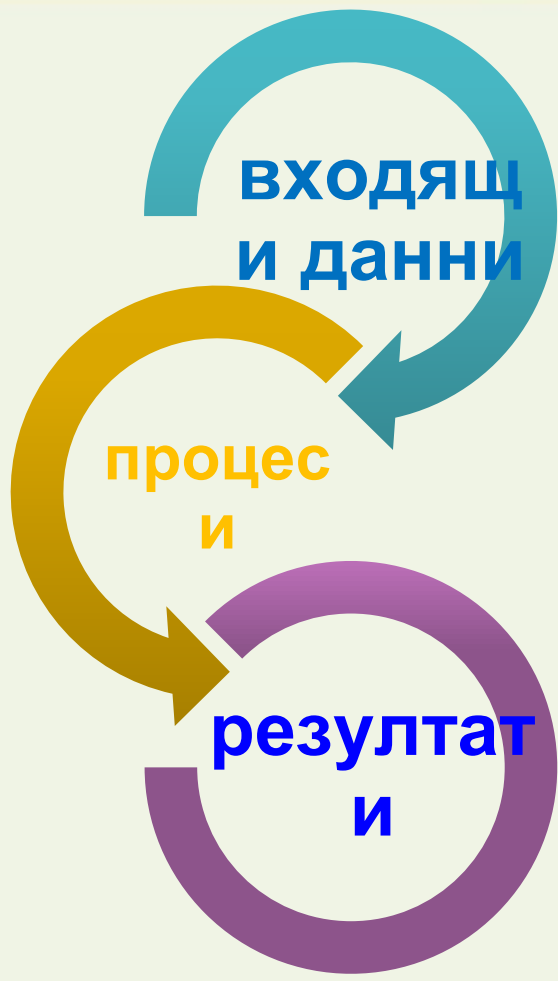 входящ
и данни
процес
и
резултат
и